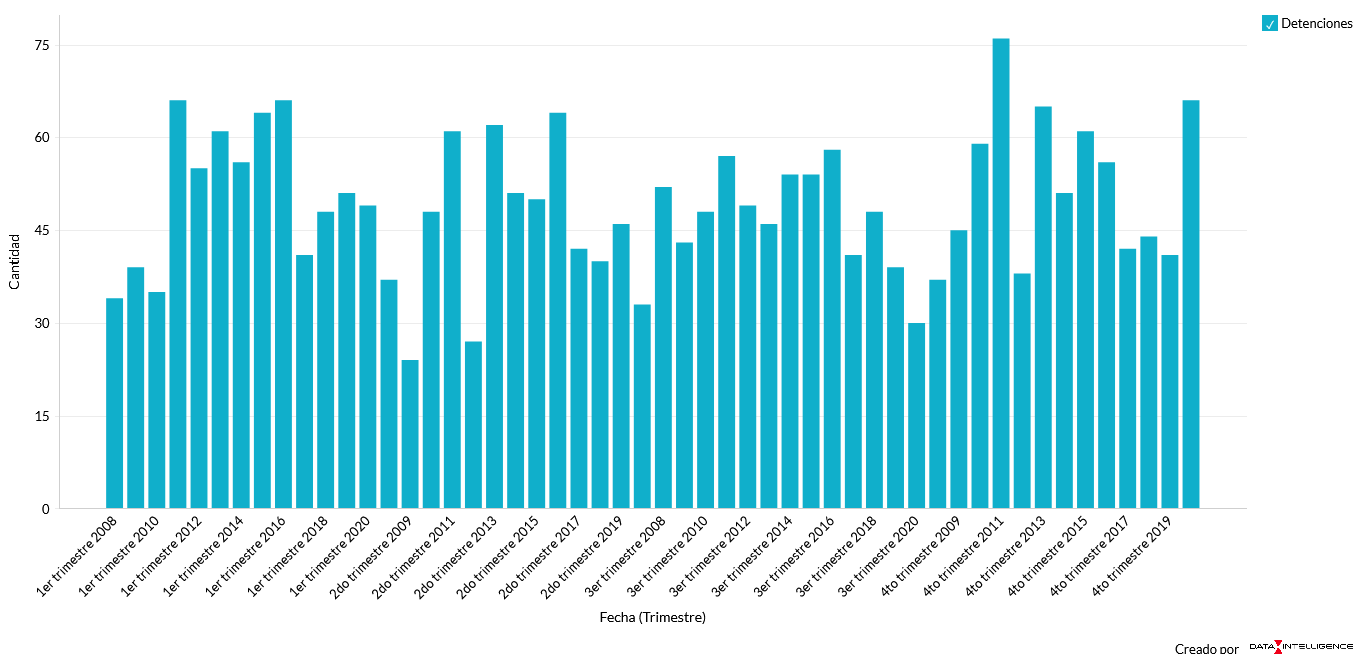 Detenciones
75
60
45
30
15
0
Cantidad
1er trimestre 2008
1er trimestre 2010
1er trimestre 2012
1er trimestre 2014
1er trimestre 2016
1er trimestre 2018
1er trimestre 2020
2do trimestre 2009
2do trimestre 2011
2do trimestre 2013
2do trimestre 2015
2do trimestre 2017
2do trimestre 2019
3er trimestre 2008
3er trimestre 2010
3er trimestre 2012
3er trimestre 2014
3er trimestre 2016
3er trimestre 2018
3er trimestre 2020
4to trimestre 2009
4to trimestre 2011
4to trimestre 2013
4to trimestre 2015
4to trimestre 2017
4to trimestre 2019
Fecha (Trimestre)
Creado por DATA INTELLIGENCE